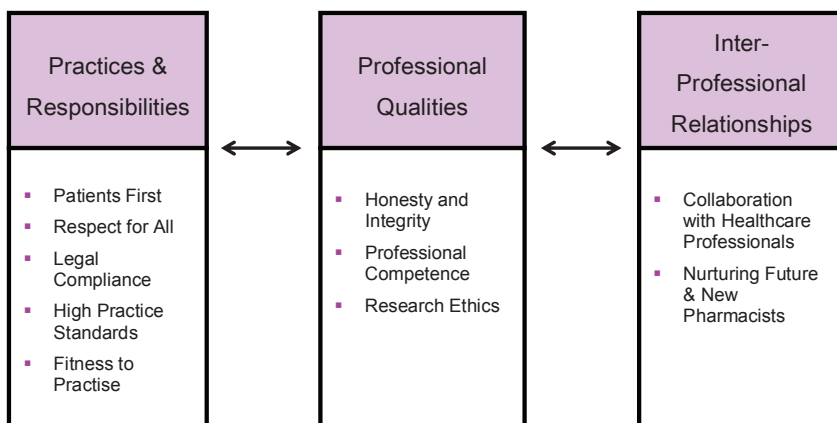 Practices &
Responsibilities
Patients First
Respect for All
Legal
Compliance
High Practice
Standards
Fitness to
Practise
Professional
Qualities
Honesty and
Integrity
Professional
Competence
Research Ethics
Inter-
Professional
Relationships
Collaboration
with Healthcare
Professionals
Nurturing Future
& New
Pharmacists